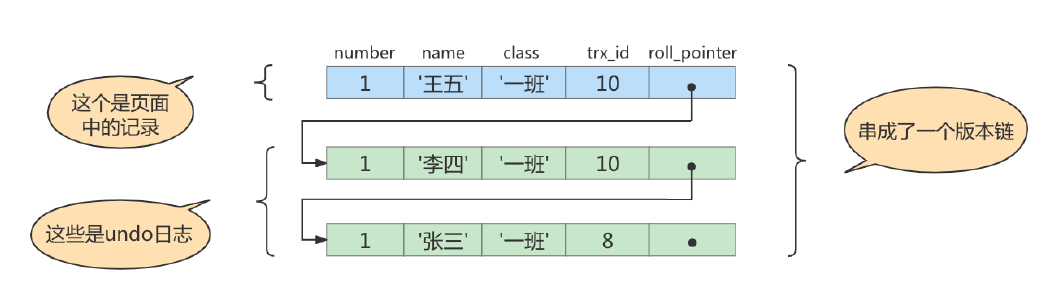 number name class trx_id roll_pointer
1 '王五' '一班' 10
这个是页面
中的记录
串成了一个版本链
1 '李四' '一班' 10
这些是undo日志
1 '张三' '一班' 8